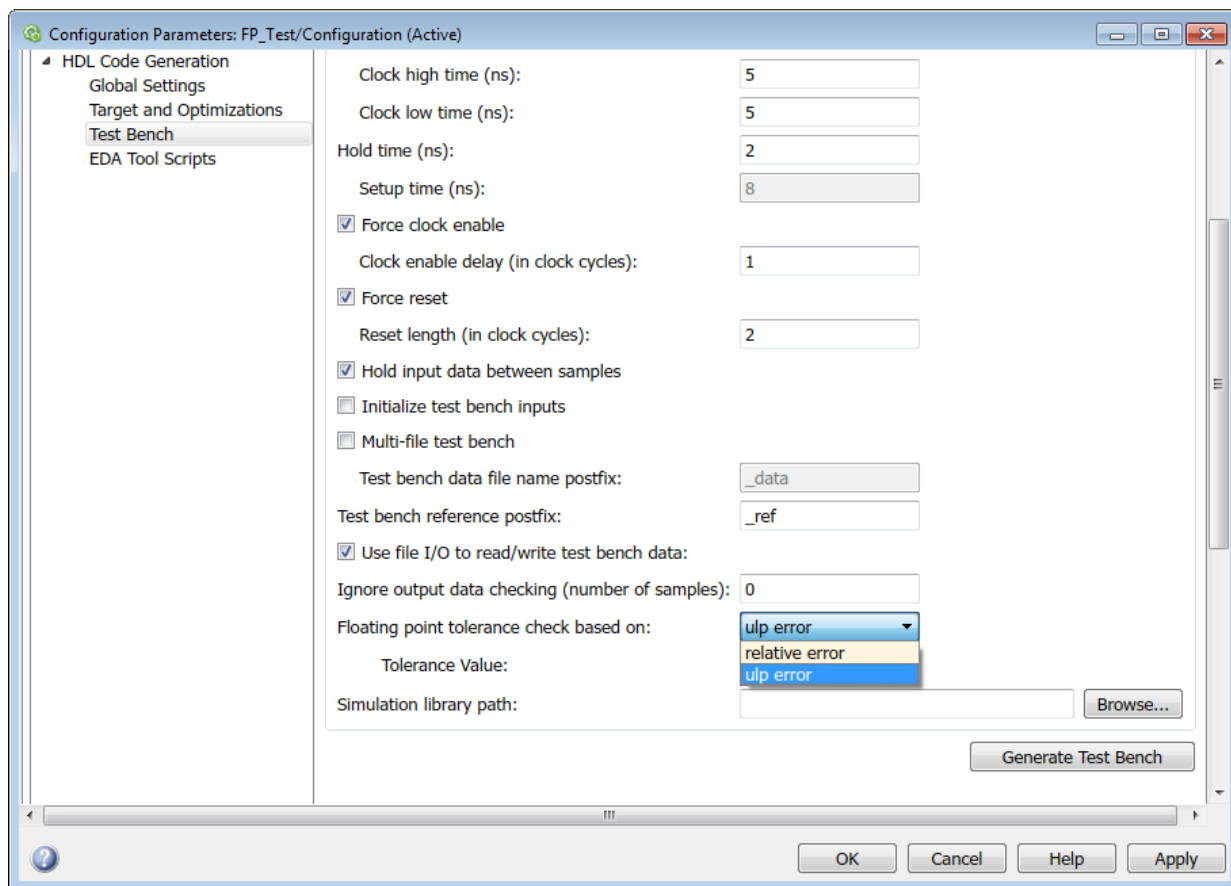 Configuration Parameters: FP_Test/Configuration (Active)
HDL Code Generation
Global Settings
Target and Optimizations
Test Bench
EDA Tool Scripts
Clock high time (ns): 5
Clock low time (ns): 5
Hold time (ns): 2
Setup time (ns): 8
Force clock enable
Clock enable delay (in clock cycles): 1
Force reset
Reset length (in clock cycles): 2
Hold input data between samples
Initialize test bench inputs
Multi-file test bench
Test bench data file name postfix: _data
Test bench reference postfix: _ref
Use file I/O to read/write test bench data:
Ignore output data checking (number of samples): 0
Floating point tolerance check based on: ulp error
relative error
Tolerance Value: ulp error
Simulation library path: Browse...
Generate Test Bench
OK Cancel Help Apply